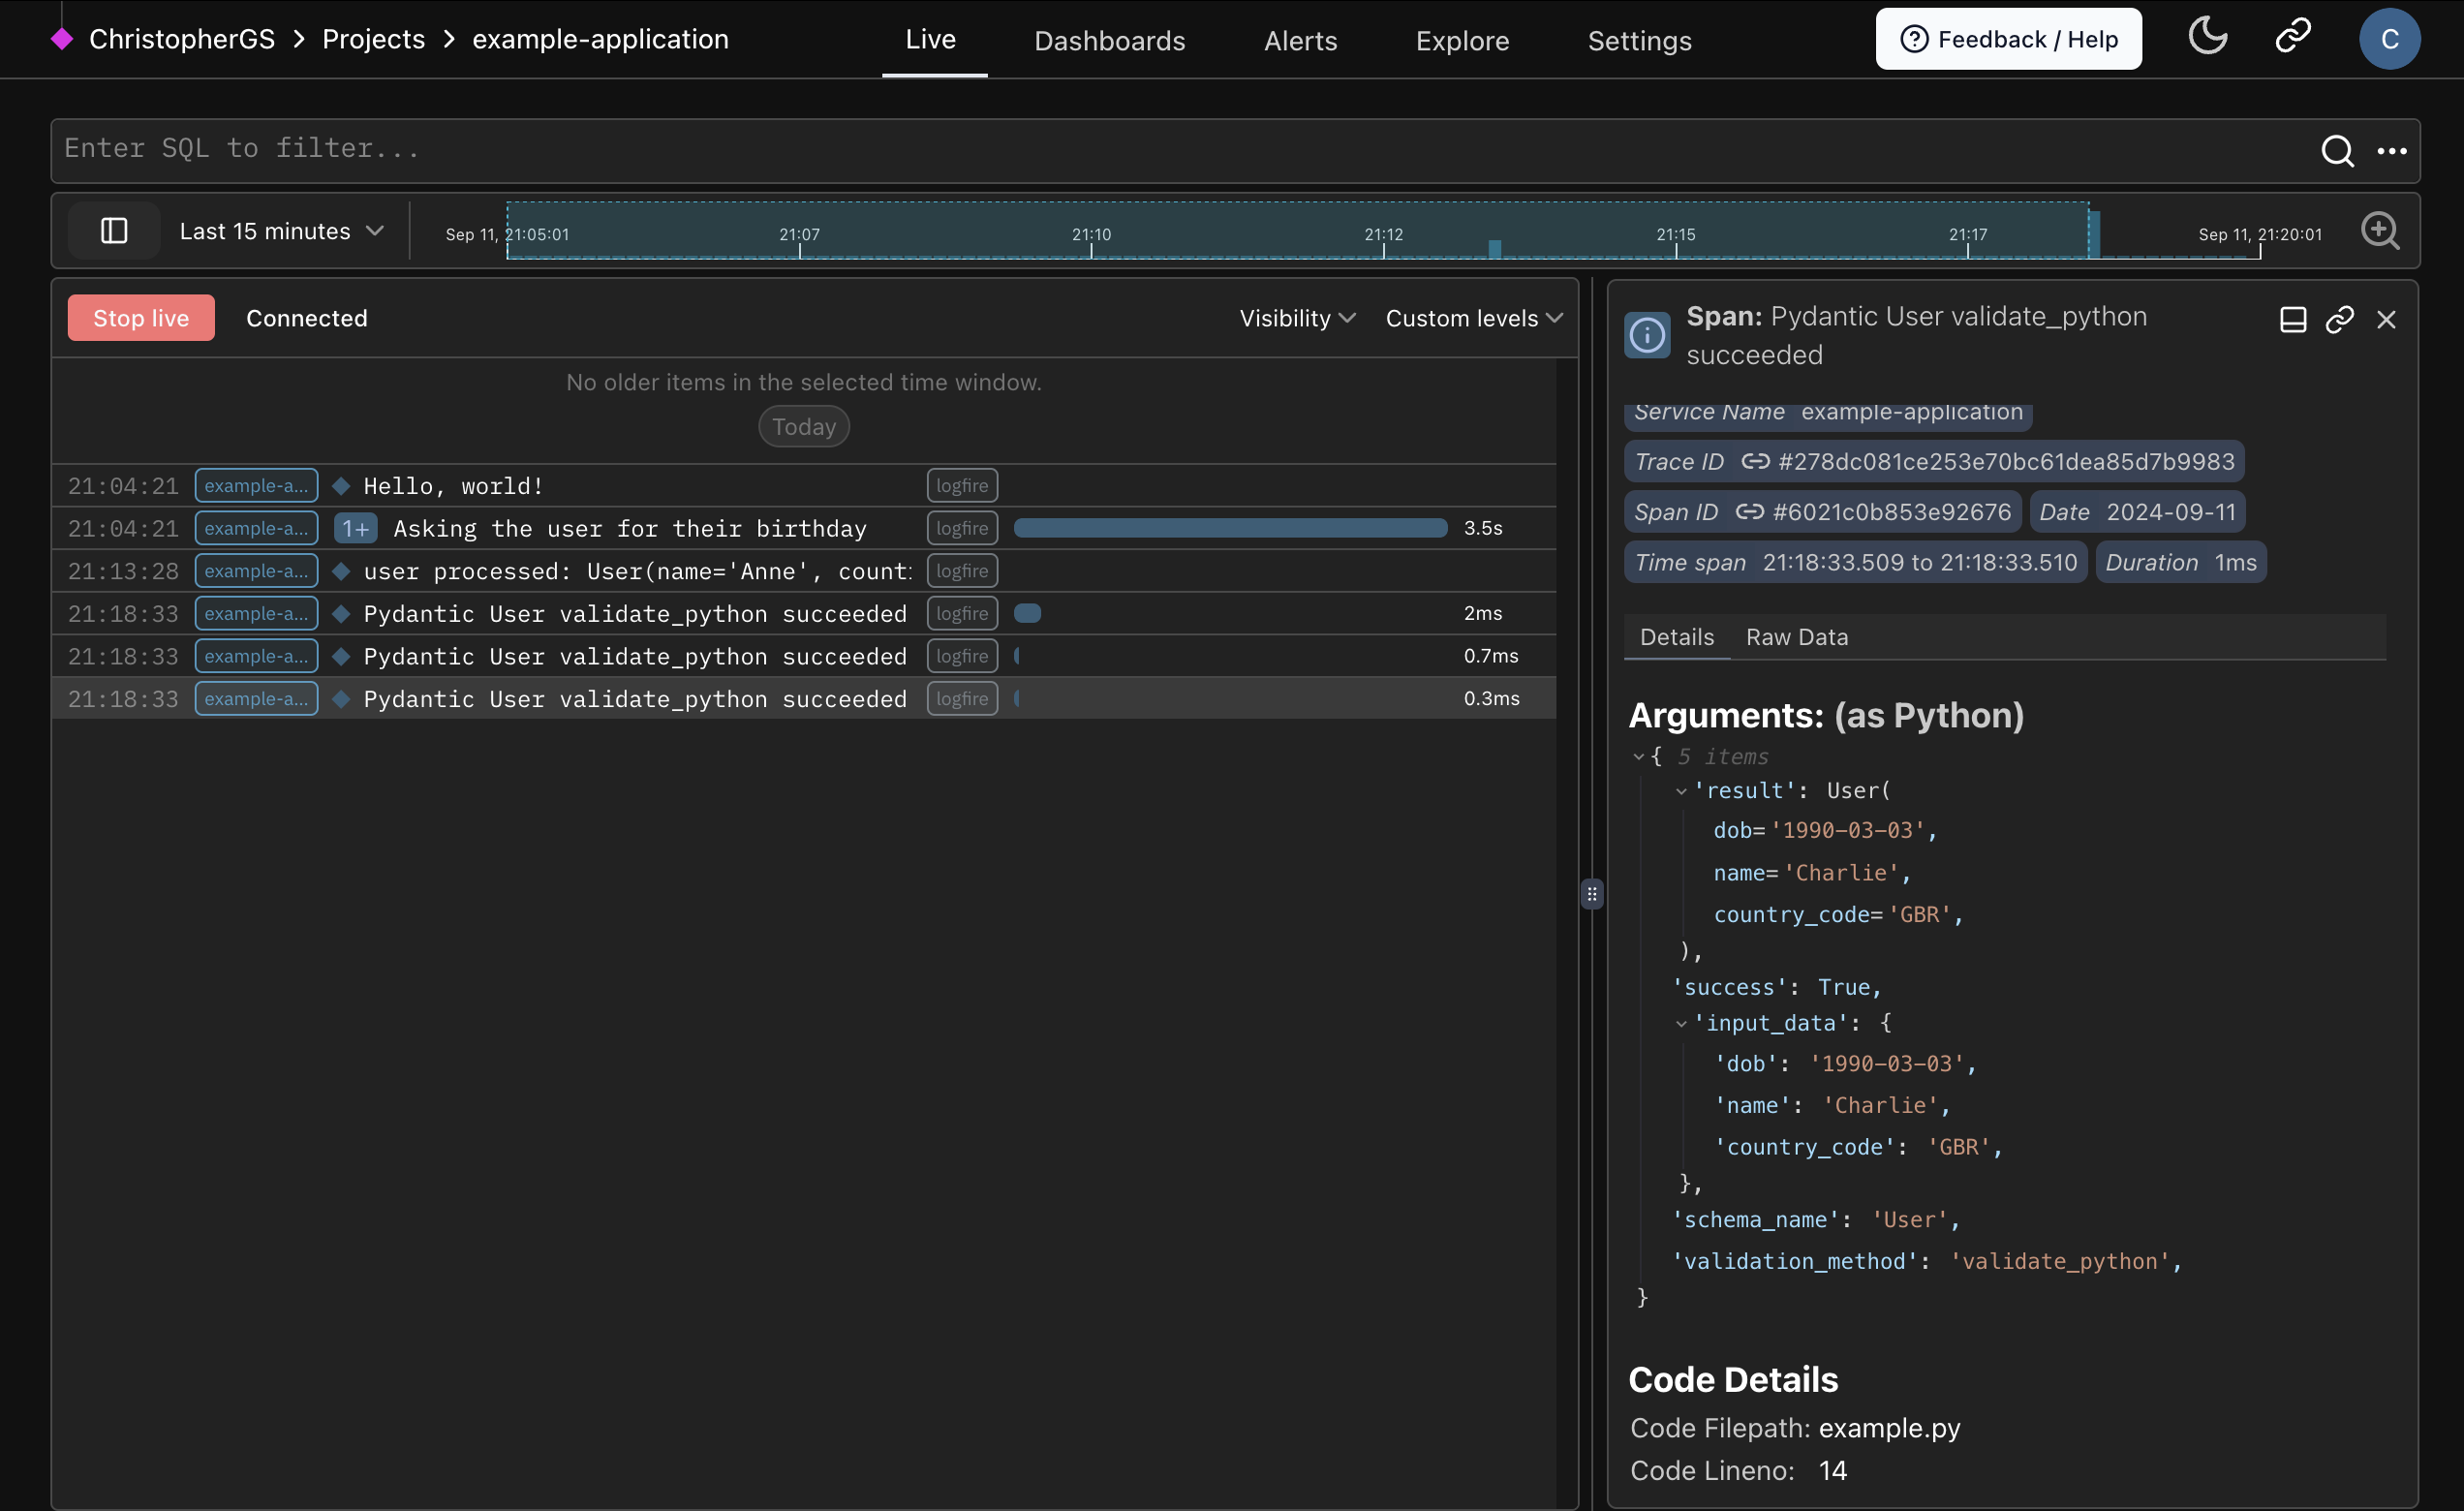 ChristopherGS > Projects > example-application
Live
Dashboards
Alerts
Explore
Settings
Feedback / Help
C
Enter SQL to filter...
Last 15 minutes
Sep 11, 21:05:01
21:07
21:10
21:12
21:15
21:17
Sep 11, 21:20:01
Stop live
Connected
Visibility
Custom levels
No older items in the selected time window.
Today
21:04:21 example-a... Hello, world! logfire
21:04:21 example-a... 1+ Asking the user for their birthday logfire 3.5s
21:13:28 example-a... user processed: User(name='Anne', count: logfire
21:18:33 example-a... Pydantic User validate_python succeeded logfire 2ms
21:18:33 example-a... Pydantic User validate_python succeeded logfire 0.7ms
21:18:33 example-a... Pydantic User validate_python succeeded logfire 0.3ms
Span: Pydantic User validate_python
succeeded
Service Name example-application
Trace ID #278dc081ce253e70bc61dea85d7b9983
Span ID #6021c0b853e92676 Date 2024-09-11
Time span 21:18:33.509 to 21:18:33.510 Duration 1ms
Details
Raw Data
Arguments: (as Python)
{ 5 items
'result': User(
dob='1990-03-03',
name='Charlie',
country_code='GBR',
),
'success': True,
'input_data': {
'dob': '1990-03-03',
'name': 'Charlie',
'country_code': 'GBR',
},
'schema_name': 'User',
'validation_method': 'validate_python',
}
Code Details
Code Filepath: example.py
Code Lineno: 14